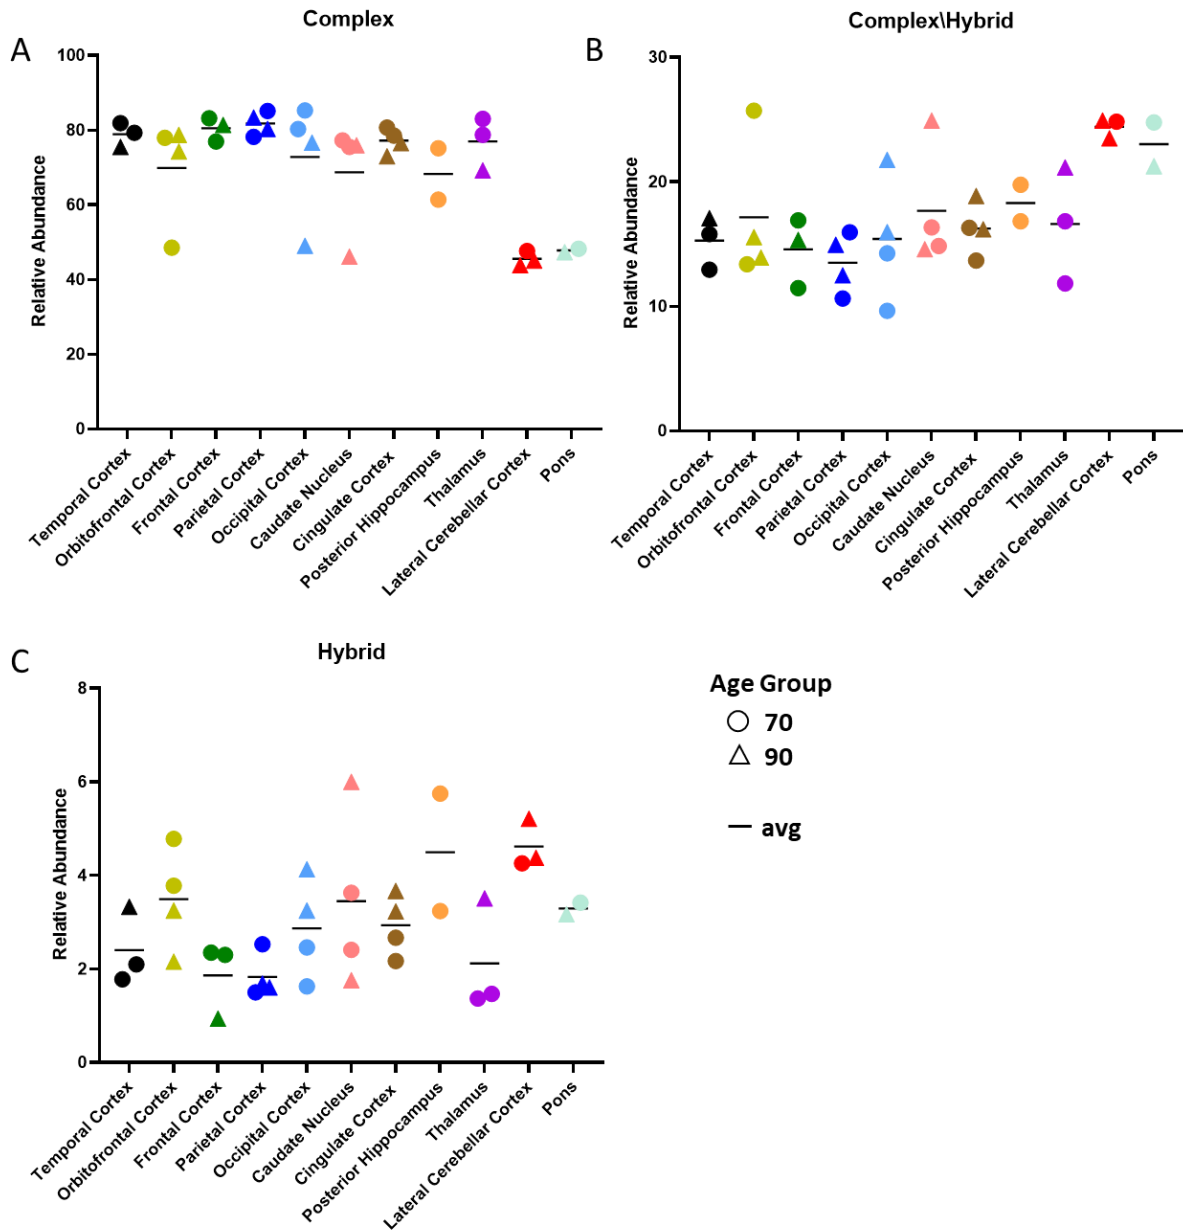 A
Complex
Relative Abundance
100
80
60
40
20
0
Temporal Cortex
Orbitofrontal Cortex
Frontal Cortex
Parietal Cortex
Occipital Cortex
Caudate Nucleus
Cingulate Cortex
Posterior Hippocampus
Thalamus
Lateral Cerebellar Cortex
Pons
B
Complex\Hybrid
Relative Abundance
30
20
10
0
Temporal Cortex
Orbitofrontal Cortex
Frontal Cortex
Parietal Cortex
Occipital Cortex
Caudate Nucleus
Cingulate Cortex
Posterior Hippocampus
Thalamus
Lateral Cerebellar Cortex
Pons
C
Hybrid
Relative Abundance
8
6
4
2
0
Temporal Cortex
Orbitofrontal Cortex
Frontal Cortex
Parietal Cortex
Occipital Cortex
Caudate Nucleus
Cingulate Cortex
Posterior Hippocampus
Thalamus
Lateral Cerebellar Cortex
Pons
Age Group
70
90
avg